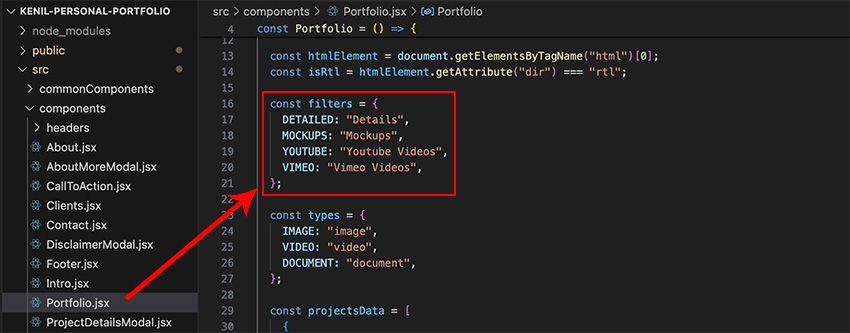 KENIL-PERSONAL-PORTFOLIO
node_modules
public
src
commonComponents
components
headers
About.jsx
AboutMoreModal.jsx
CallToAction.jsx
Clients.jsx
Contact.jsx
DisclaimerModal.jsx
Footer.jsx
Intro.jsx
Portfolio.jsx
ProjectDetailsModal.jsx
src > components > Portfolio.jsx > Portfolio
4 const Portfolio = () => {
12
13 const htmlElement = document.getElementsByTagName("html")[0];
14 const isRtl = htmlElement.getAttribute("dir") === "rtl";
15
16 const filters = {
17 DETAILED: "Details",
18 MOCKUPS: "Mockups",
19 YOUTUBE: "Youtube Videos",
20 VIMEO: "Vimeo Videos",
21 };
22
23 const types = {
24 IMAGE: "image",
25 VIDEO: "video",
26 DOCUMENT: "document",
27 };
28
29 const projectsData = [
30 {